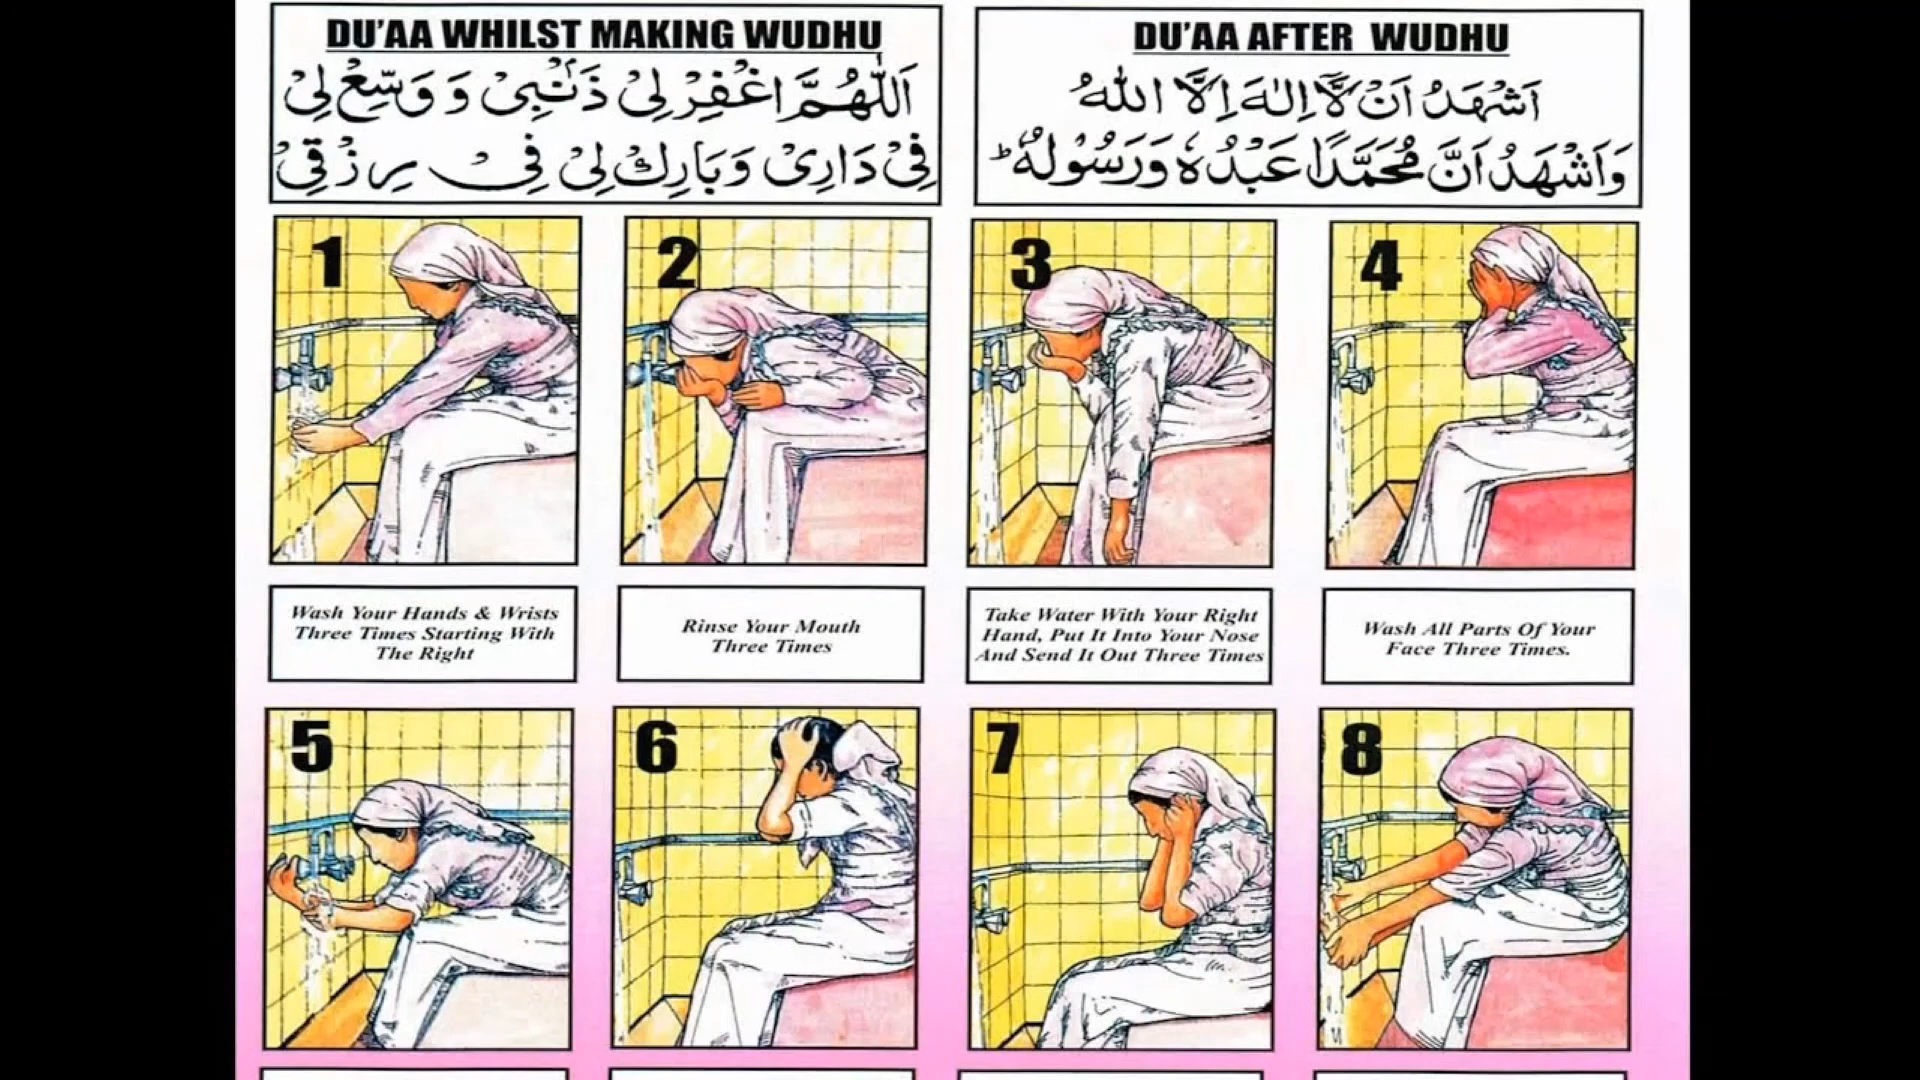 DU'AA WHILST MAKING WUDHU
اَللّٰهُمَّ اغْفِرْ لِیْ ذَنْۢبِیْ وَ وَسِّعْ لِیْ
فِیْ دَارِیْ وَبَارِكْ لِیْ فِیْ رِزْقِیْ
DU'AA AFTER WUDHU
اَشْهَدُ اَنْ لَّاۤ اِلٰهَ اِلَّا اللّٰهُ
وَاَشْهَدُ اَنَّ مُحَمَّدًا عَبْدُهٗ وَرَسُوْلُهٗ ؕ
1
2
3
4
Wash Your Hands & Wrists
Three Times Starting With
The Right
Rinse Your Mouth
Three Times
Take Water With Your Right
Hand, Put It Into Your Nose
And Send It Out Three Times
Wash All Parts Of Your
Face Three Times.
5
6
7
8